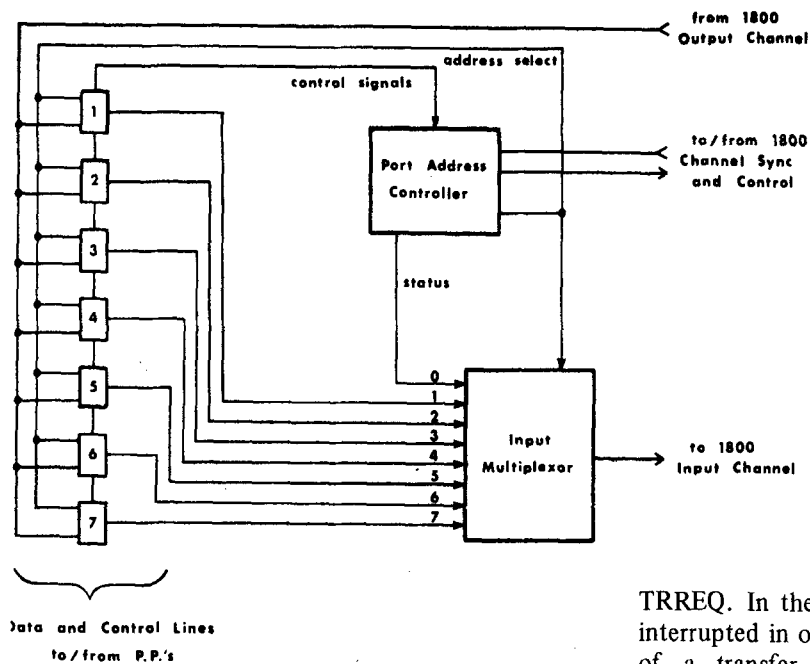 from 1800
Output Channel
address select
control signals
1
to/from 1800
Channel Sync
and Control
Port Address
Controller
2
3
status
4
0
1
2
3
4
5
6
7
Input
Multiplexor
to 1800
Input Channel
5
6
7
Data and Control Lines
to/from P.P.'s
TRREQ. In the
interrupted in o
of a transfer